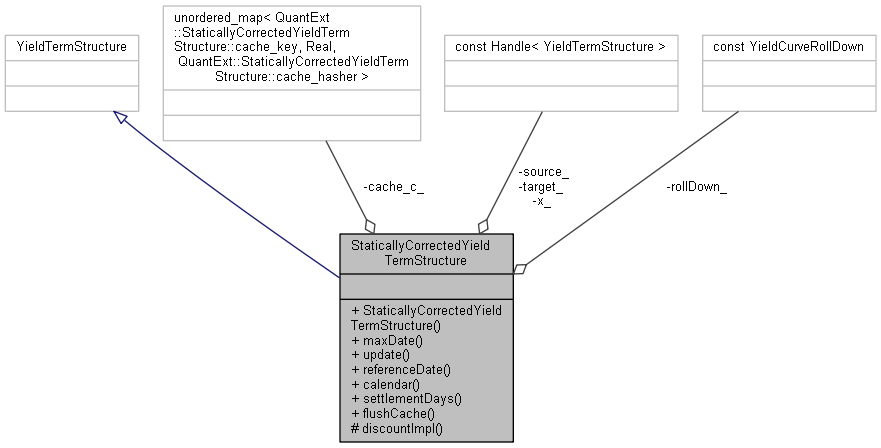 YieldTermStructure
unordered_map< QuantExt
::StaticallyCorrectedYieldTerm
Structure::cache_key, Real,
QuantExt::StaticallyCorrectedYieldTerm
Structure::cache_hasher >
const Handle< YieldTermStructure >
const YieldCurveRollDown
-cache_c_
-source_
-target_
-x_
-rollDown_
StaticallyCorrectedYield
TermStructure
+ StaticallyCorrectedYield
TermStructure()
+ maxDate()
+ update()
+ referenceDate()
+ calendar()
+ settlementDays()
+ flushCache()
# discountImpl()